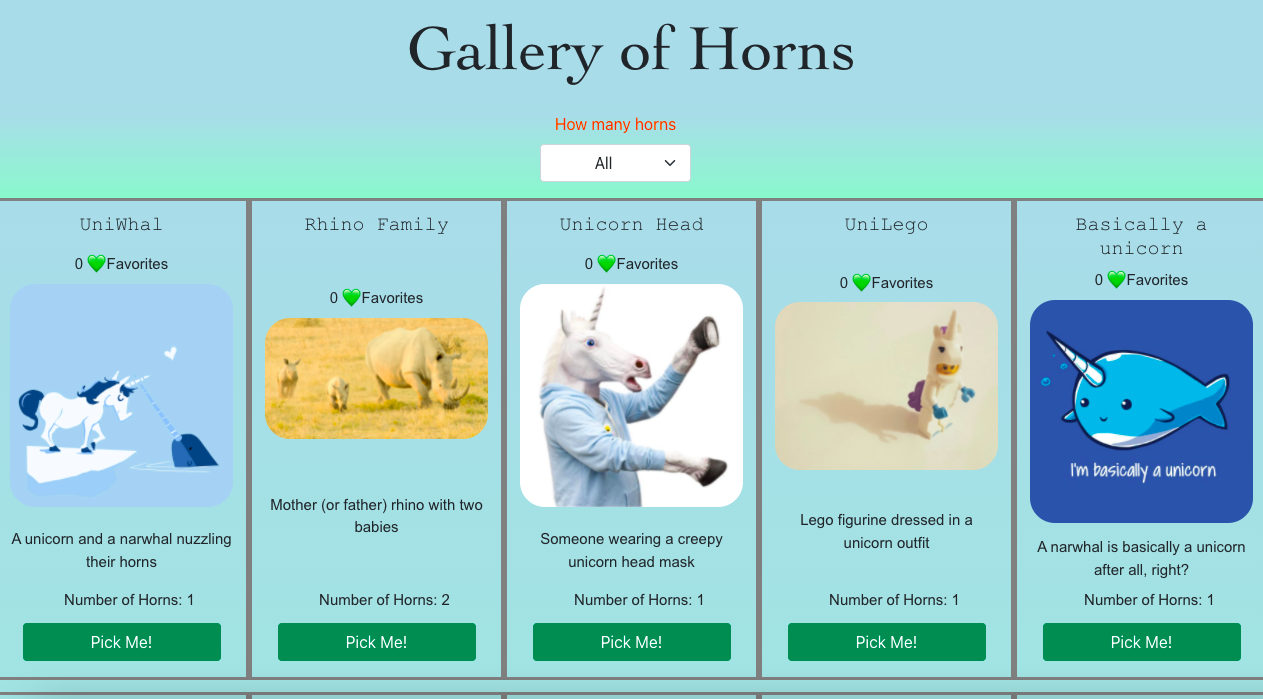 Gallery of Horns
How many horns
All
UniWhal
0 💚Favorites
A unicorn and a narwhal nuzzling
their horns
Number of Horns: 1
Pick Me!
Rhino Family
0 💚Favorites
Mother (or father) rhino with two
babies
Number of Horns: 2
Pick Me!
Unicorn Head
0 💚Favorites
Someone wearing a creepy
unicorn head mask
Number of Horns: 1
Pick Me!
UniLego
0 💚Favorites
Lego figurine dressed in a
unicorn outfit
Number of Horns: 1
Pick Me!
Basically a
unicorn
0 💚Favorites
I'm basically a unicorn
A narwhal is basically a unicorn
after all, right?
Number of Horns: 1
Pick Me!